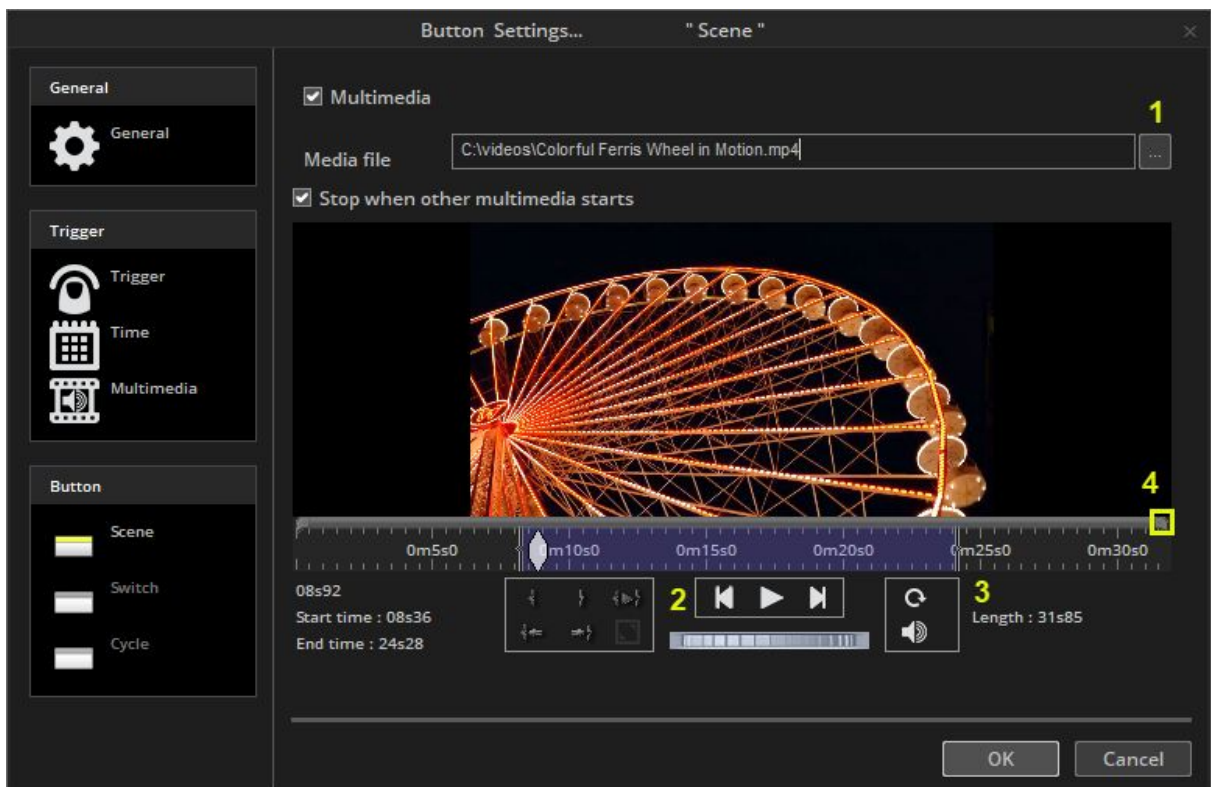 Button Settings... " Scene "
General
General
Trigger
Trigger
Time
Multimedia
Button
Scene
Switch
Cycle
Multimedia
1
Media file
C:\videos\Colorful Ferris Wheel in Motion.mp4
...
Stop when other multimedia starts
4
0m5s0 0m10s0 0m15s0 0m20s0 0m25s0 0m30s0
08s92
Start time : 08s36
End time : 24s28
2
3
Length : 31s85
OK Cancel